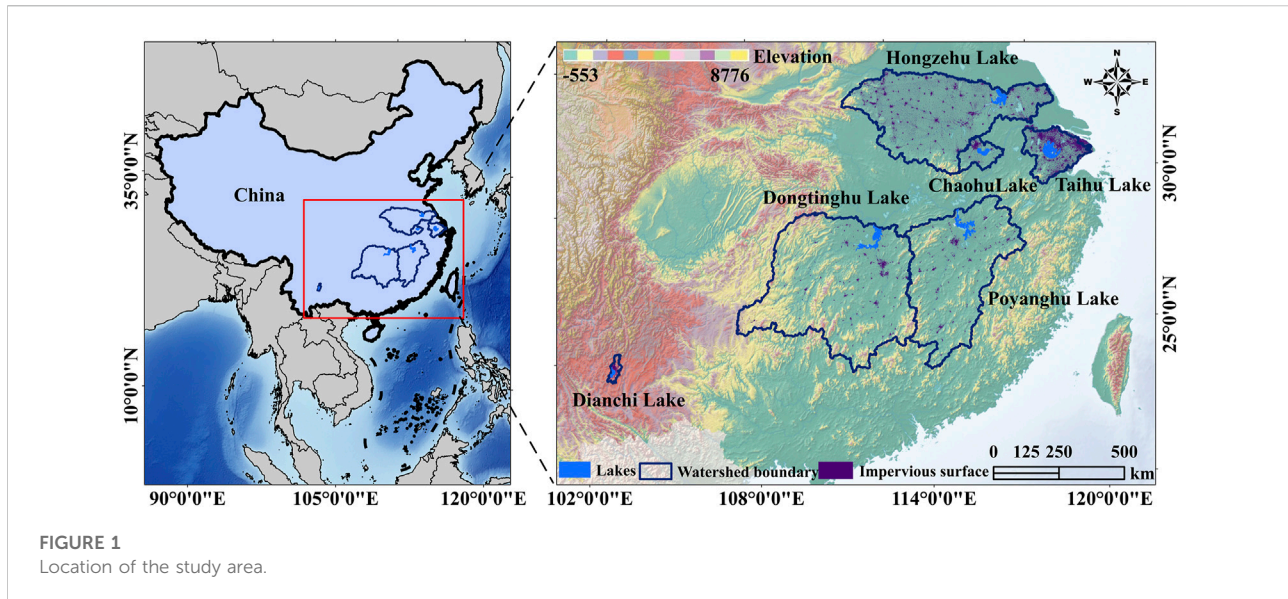 China
35°0'0"N
10°0'0"N
90°0'0"E
105°0'0"E
120°0'0"E
Elevation
-553
8776
Hongzehu Lake
N
W
E
S
ChaohuLake
Taihu Lake
Dongtinghu Lake
Poyanghu Lake
Dianchi Lake
30°0'0"N
25°0'0"N
Lakes
Watershed boundary
Impervious surface
0 125 250 500
km
102°0'0"E
108°0'0"E
114°0'0"E
120°0'0"E
FIGURE 1
Location of the study area.